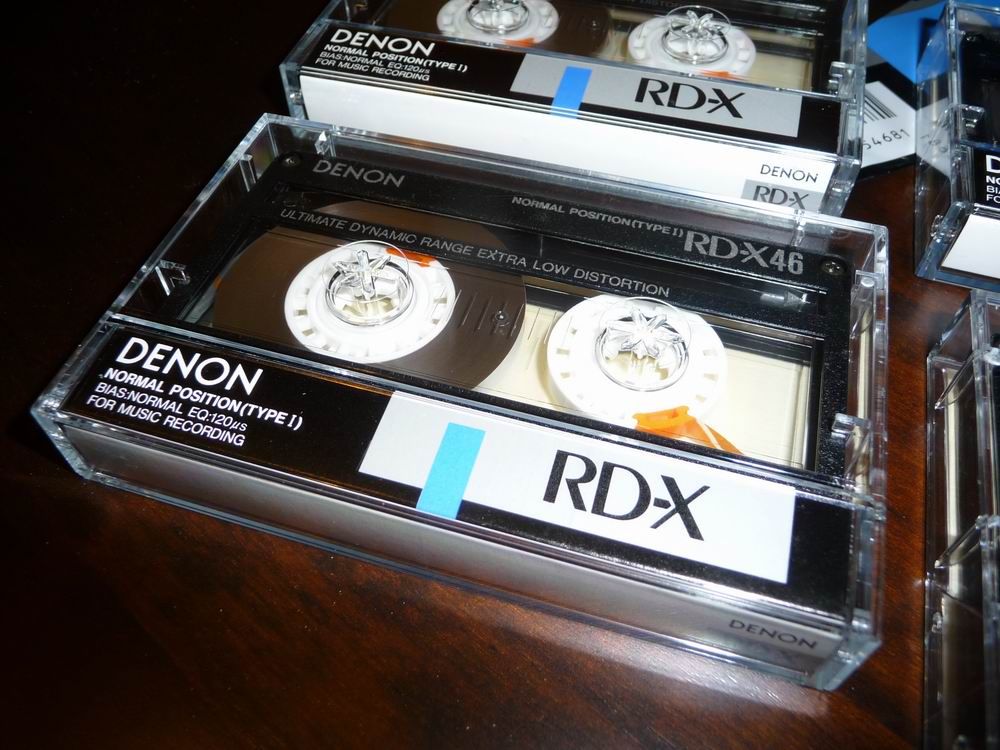 DENON
NORMAL POSITION(TYPE I)
BIAS:NORMAL EQ:120μs
FOR MUSIC RECORDING
RD-X
DENON
RD-X
54681
DENON
NORMAL POSITION(TYPE I)
RD-X46
ULTIMATE DYNAMIC RANGE EXTRA LOW DISTORTION
DENON
NORMAL POSITION(TYPE I)
BIAS:NORMAL EQ:120μs
FOR MUSIC RECORDING
RD-X
DENON